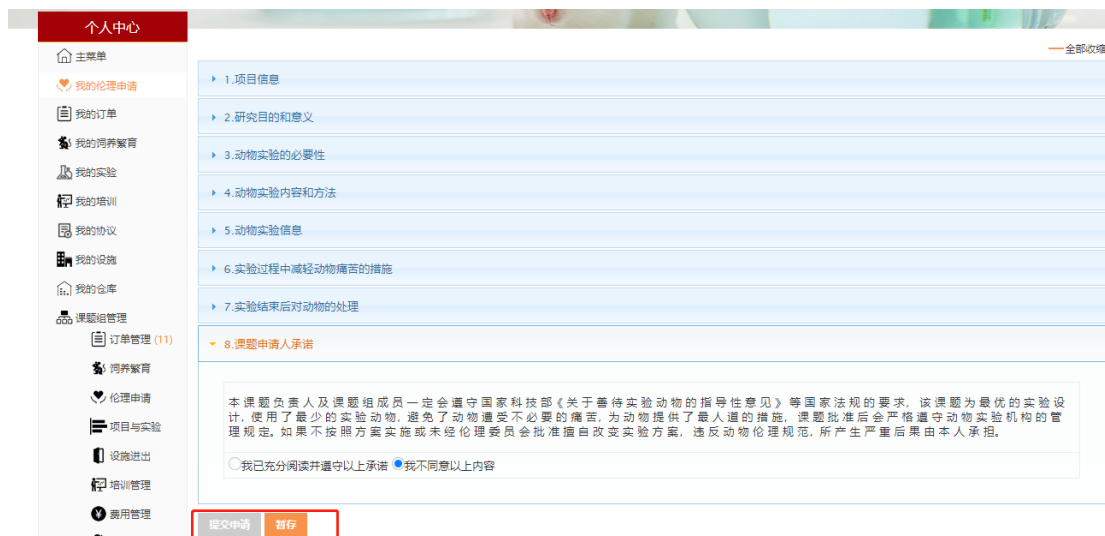 个人中心
主菜单
我的伦理申请
我的订单
我的饲养繁育
我的实验
我的培训
我的协议
我的设施
我的仓库
课题组管理
订单管理 (11)
饲养繁育
伦理申请
项目与实验
设施进出
培训管理
费用管理
全部收缩
1.项目信息
2.研究目的和意义
3.动物实验的必要性
4.动物实验内容和方法
5.动物实验信息
6.实验过程中减轻动物痛苦的措施
7.实验结束后对动物的处理
8.课题申请人承诺
本课题负责人及课题组成员一定会遵守国家科技部《关于善待实验动物的指导性意见》等国家法规的要求，该课题为最优的实验设
计，使用了最少的实验动物，避免了动物遭受不必要的痛苦，为动物提供了最人道的措施，课题批准后会严格遵守动物实验机构的管
理规定。如果不按照方案实施或未经伦理委员会批准擅自改变实验方案，违反动物伦理规范，所产生严重后果由本人承担。
我已充分阅读并遵守以上承诺 我不同意以上内容
提交申请 暂存